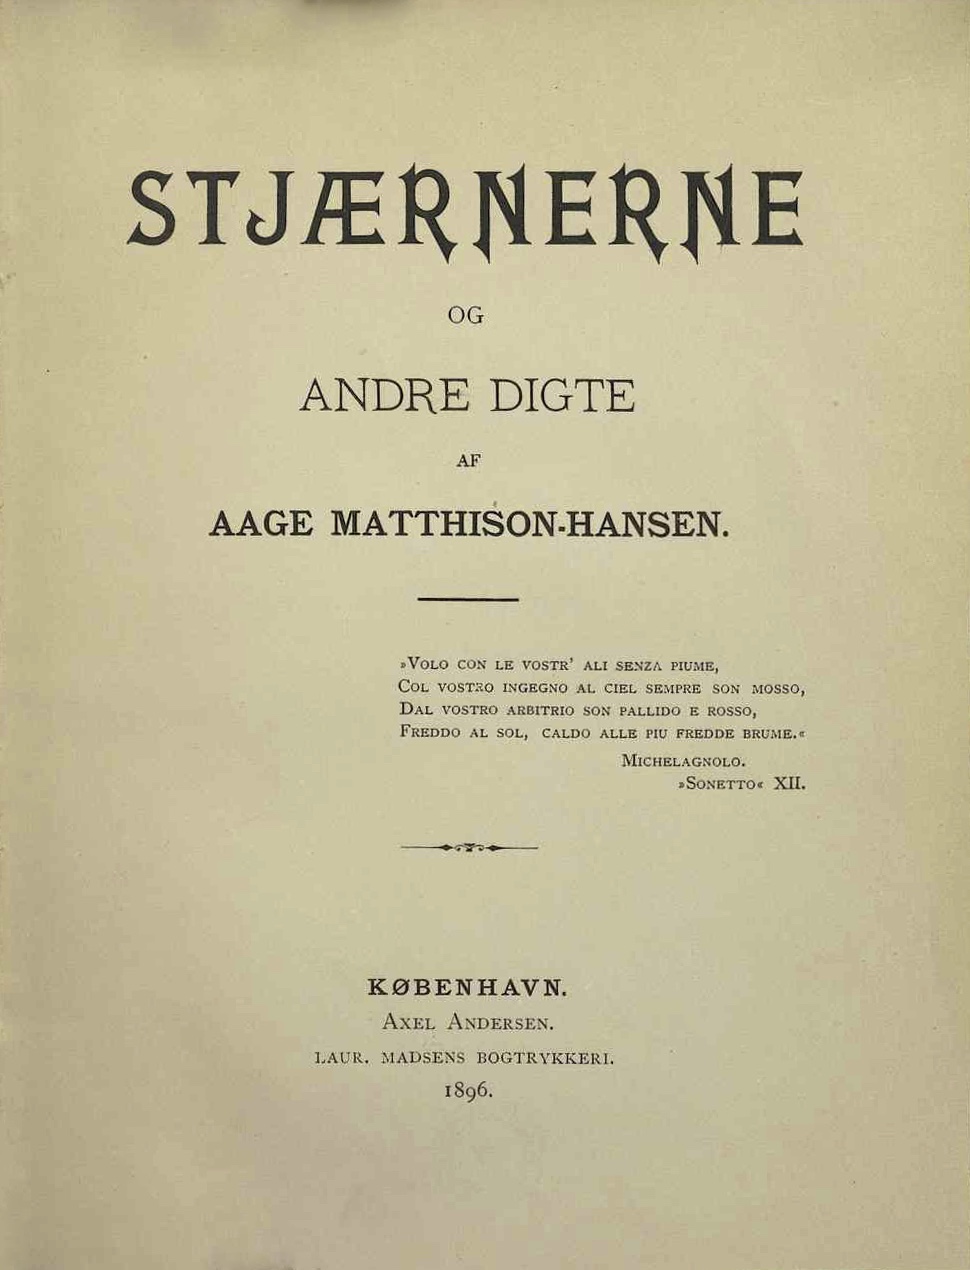 STJÆRNERNE
OG
ANDRE DIGTE
AF
AAGE MATTHISON-HANSEN.
»VOLO CON LE VOSTR' ALI SENZA PIUME,
COL VOSTRO INGEGNO AL CIEL SEMPRE SON MOSSO,
DAL VOSTRO ARBITRIO SON PALLIDO E ROSSO,
FREDDO AL SOL, CALDO ALLE PIU FREDDE BRUME.«
MICHELAGNOLO.
»SONETTO« XII.
KØBENHAVN.
AXEL ANDERSEN.
LAUR. MADSENS BOGTRYKKERI.
1896.